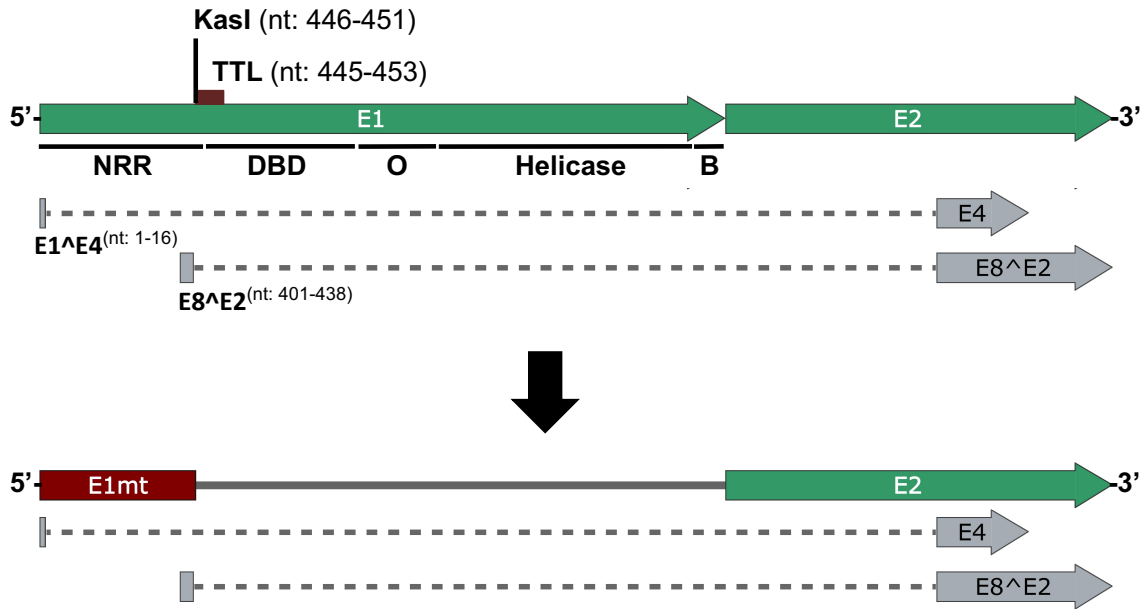 KasI (nt: 446-451)
TTL (nt: 445-453)
5' E1 E2 -3'
NRR DBD O Helicase B
E4
E1^E4(nt: 1-16)
E8^E2
E8^E2(nt: 401-438)
5' E1mt E2 -3'
E4
E8^E2